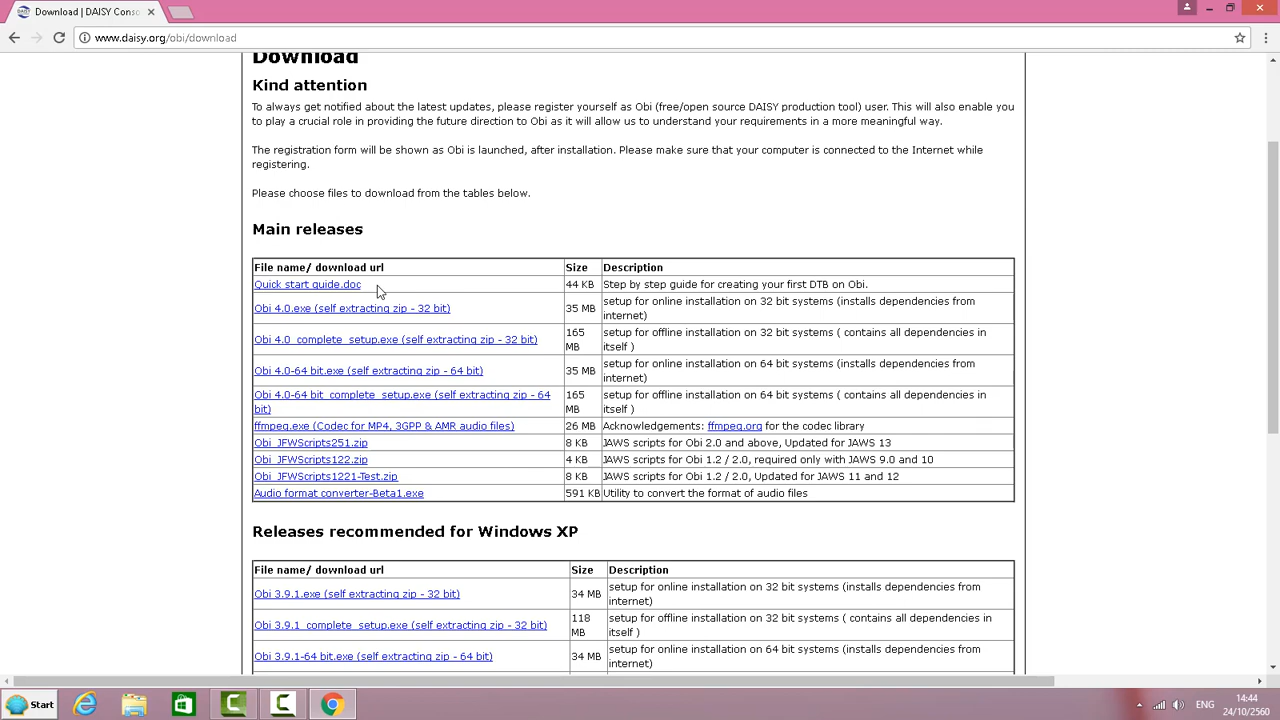 Download | DAISY Conso
www.daisy.org/obi/download
Download
Kind attention
To always get notified about the latest updates, please register yourself as Obi (free/open source DAISY production tool) user. This will also enable you
to play a crucial role in providing the future direction to Obi as it will allow us to understand your requirements in a more meaningful way.
The registration form will be shown as Obi is launched, after installation. Please make sure that your computer is connected to the Internet while
registering.
Please choose files to download from the tables below.
Main releases
File name/ download url Size Description
Quick start guide.doc 44 KB Step by step guide for creating your first DTB on Obi.
Obi 4.0.exe (self extracting zip - 32 bit) 35 MB setup for online installation on 32 bit systems (installs dependencies from
internet)
Obi 4.0_complete_setup.exe (self extracting zip - 32 bit) 165 MB setup for offline installation on 32 bit systems ( contains all dependencies in
itself )
Obi 4.0-64 bit.exe (self extracting zip - 64 bit) 35 MB setup for online installation on 64 bit systems (installs dependencies from
internet)
Obi 4.0-64 bit_complete_setup.exe (self extracting zip - 64 165 setup for offline installation on 64 bit systems ( contains all dependencies in
bit) MB itself )
ffmpeg.exe (Codec for MP4, 3GPP & AMR audio files) 26 MB Acknowledgements: ffmpeg.org for the codec library
Obi_JFWScripts251.zip 8 KB JAWS scripts for Obi 2.0 and above, Updated for JAWS 13
Obi_JFWScripts122.zip 4 KB JAWS scripts for Obi 1.2 / 2.0, required only with JAWS 9.0 and 10
Obi_JFWScripts1221-Test.zip 8 KB JAWS scripts for Obi 1.2 / 2.0, Updated for JAWS 11 and 12
Audio format converter-Beta1.exe 591 KB Utility to convert the format of audio files
Releases recommended for Windows XP
File name/ download url Size Description
Obi 3.9.1.exe (self extracting zip - 32 bit) 34 MB setup for online installation on 32 bit systems (installs dependencies from
internet)
Obi 3.9.1_complete_setup.exe (self extracting zip - 32 bit) 118 MB setup for offline installation on 32 bit systems ( contains all dependencies in
itself )
Obi 3.9.1-64 bit.exe (self extracting zip - 64 bit) 34 MB setup for online installation on 64 bit systems (installs dependencies from
internet)
Start
ENG
14:44
24/10/2560